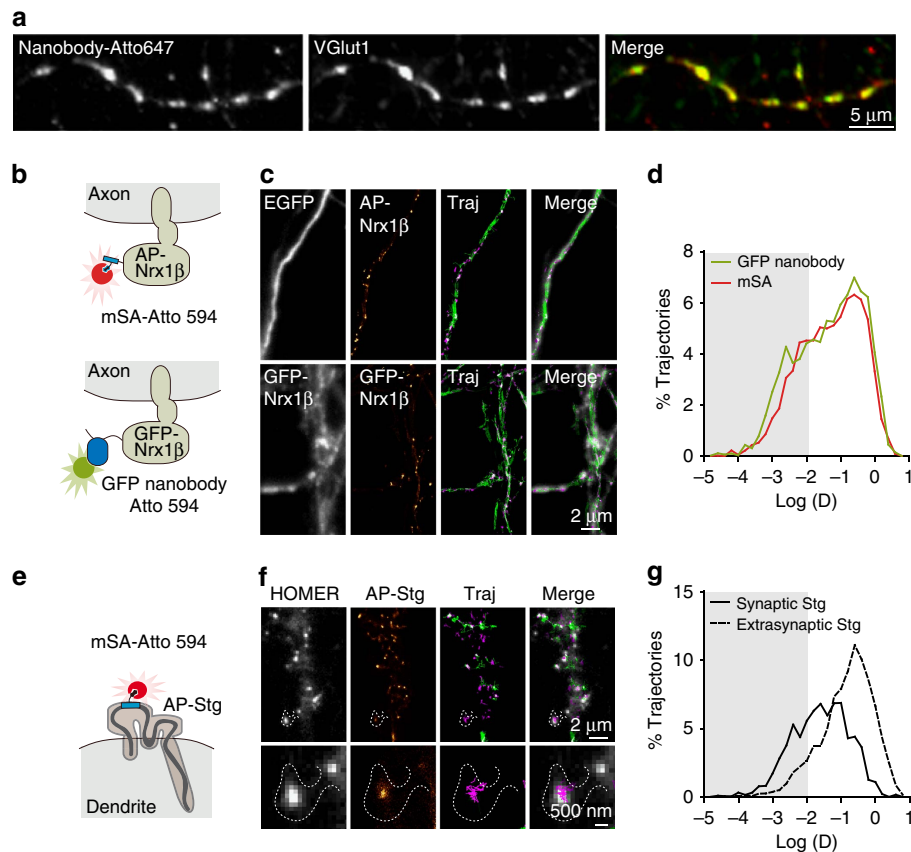 a
Nanobody-Atto647
VGlut1
Merge
5 μm
b
Axon
AP-
Nrx1β
mSA-Atto 594
Axon
GFP-
Nrx1β
GFP nanobody
Atto 594
c
EGFP
AP-
Nrx1β
Traj
Merge
GFP-
Nrx1β
GFP-
Nrx1β
Traj
Merge
2 μm
d
8
6
4
2
0
% Trajectories
GFP nanobody
mSA
–5 –4 –3 –2 –1 0 1
Log (D)
e
mSA-Atto 594
AP-Stg
Dendrite
f
HOMER
AP-Stg
Traj
Merge
2 μm
500 nm
g
15
10
5
0
% Trajectories
Synaptic Stg
Extrasynaptic Stg
–5 –4 –3 –2 –1 0 1
Log (D)